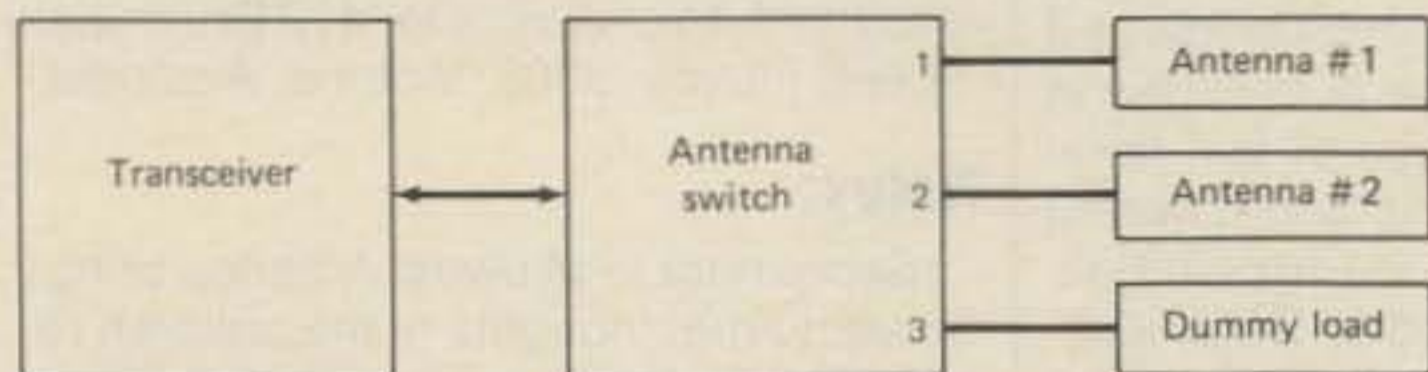 Transceiver
Antenna
switch
1
2
3
Antenna #1
Antenna #2
Dummy load